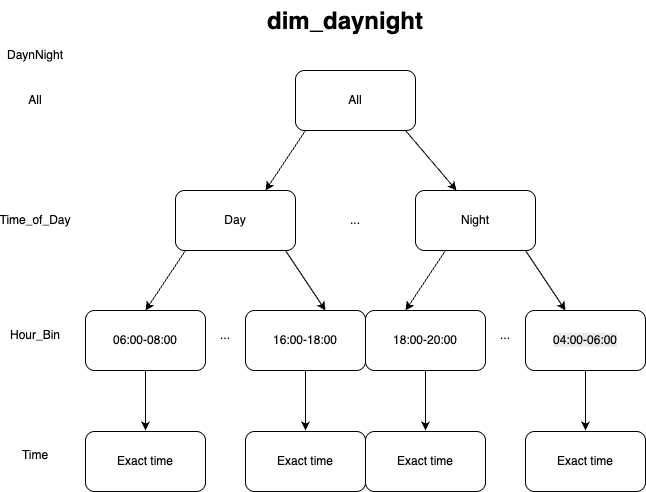 dim_daynight
DaynNight
All
All
Time_of_Day
Day
...
Night
Hour_Bin
06:00-08:00
...
16:00-18:00
18:00-20:00
...
04:00-06:00
Time
Exact time
Exact time
Exact time
Exact time